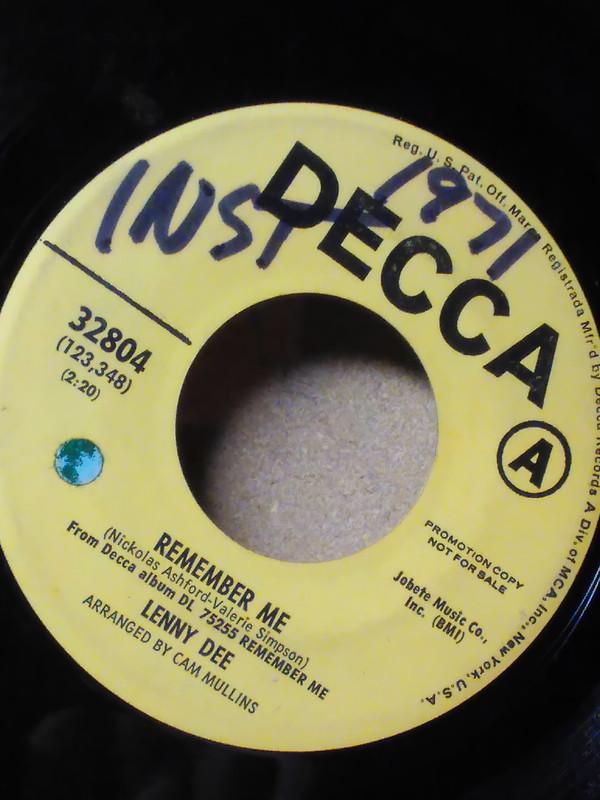 INST 1971
DECCA
Reg. U. S. Pat. Off. Marca Registrada Mfr'd by Decca Records A Div. of MCA, Inc., New York, U.S.A.
32804
(123,348)
(2:20)
A
PROMOTION COPY
NOT FOR SALE
Jobete Music Co.,
Inc. (BMI)
REMEMBER ME
(Nickolas Ashford-Valerie Simpson)
From Decca album DL 75255 REMEMBER ME
LENNY DEE
ARRANGED BY CAM MULLINS